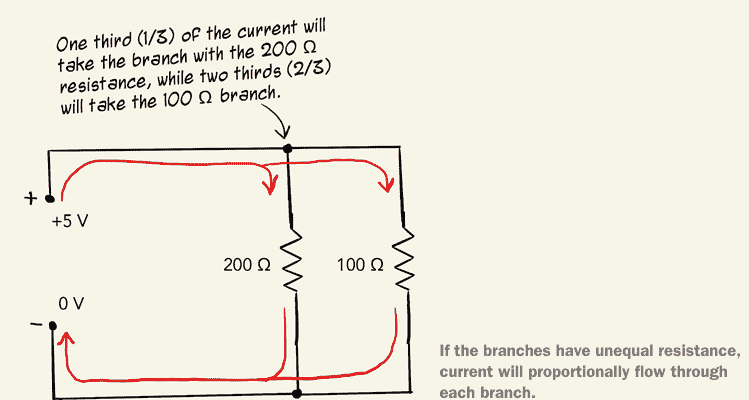 One third (1/3) of the current will
take the branch with the 200 Ω
resistance, while two thirds (2/3)
will take the 100 Ω branch.
+
+5 V
200 Ω
100 Ω
0 V
–
If the branches have unequal resistance,
current will proportionally flow through
each branch.